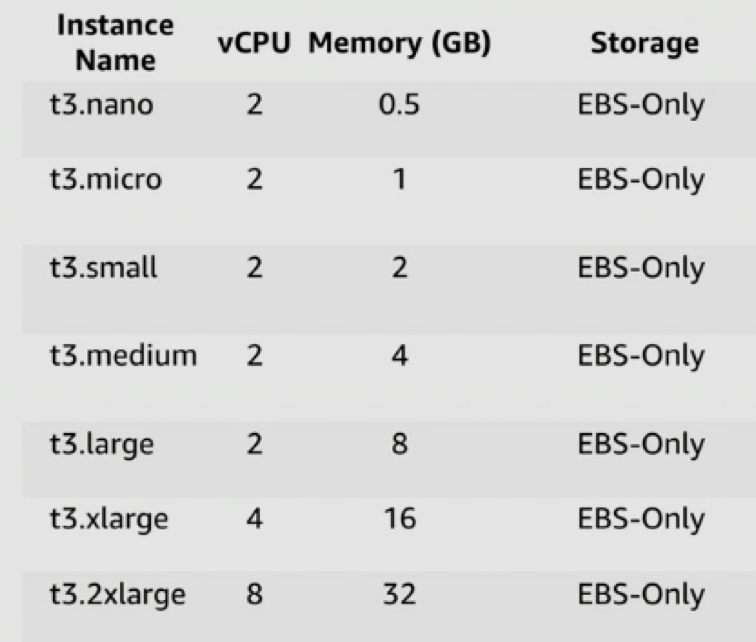 Instance Name vCPU Memory (GB) Storage
t3.nano 2 0.5 EBS-Only
t3.micro 2 1 EBS-Only
t3.small 2 2 EBS-Only
t3.medium 2 4 EBS-Only
t3.large 2 8 EBS-Only
t3.xlarge 4 16 EBS-Only
t3.2xlarge 8 32 EBS-Only